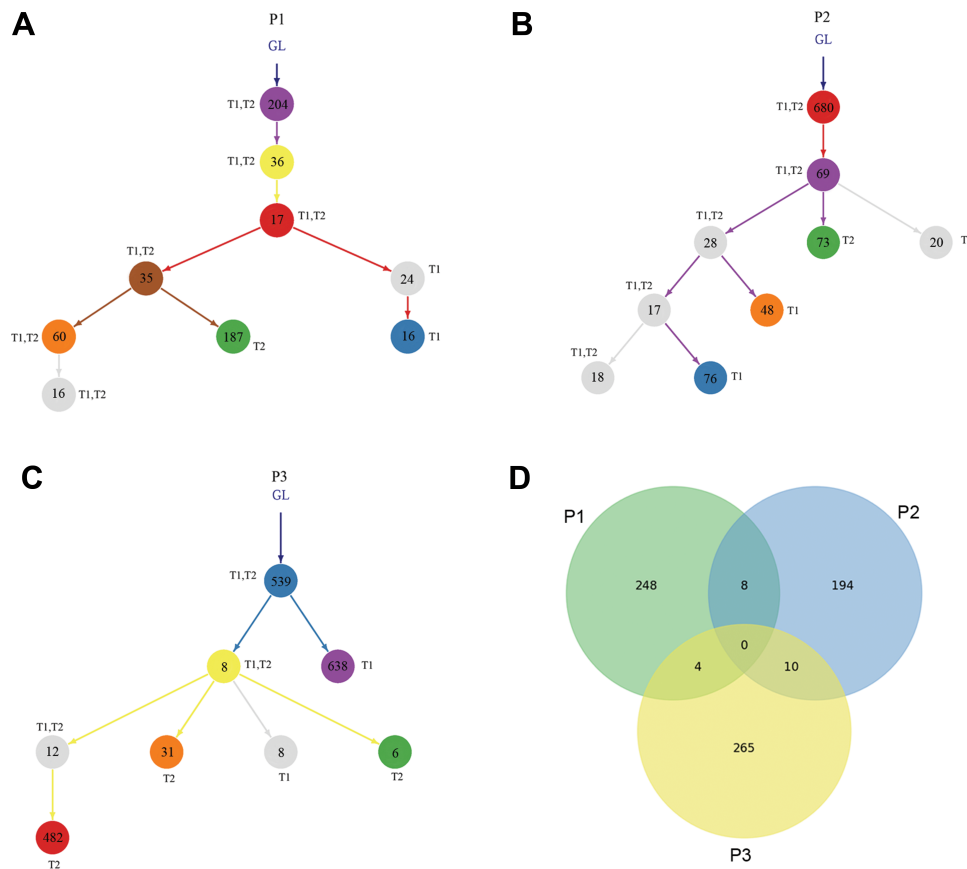 A
P1
GL
T1,T2 204
T1,T2 36
17 T1,T2
T1,T2
35
24 T1
T1,T2 60
187 T2
16 T1
16 T1,T2
B
P2
GL
T1,T2 680
T1,T2 69
T1,T2
28
73 T2
20 T
T1,T2
17
48 T1
T1,T2
18
76 T1
C
P3
GL
T1,T2 539
8 T1,T2
638 T1
T1,T2
12
31
T2
8
T1
6
T2
482
T2
D
P1
P2
248 8 194
0
4 10
265
P3